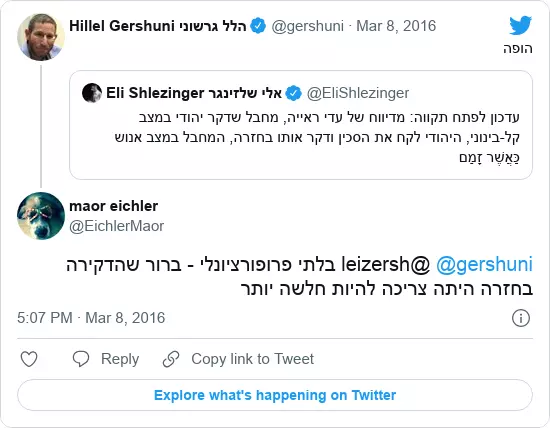 Hillel Gershuni הלל גרשוני @gershuni · Mar 8, 2016
הופה
Eli Shlezinger אלי שלזינגר @EliShlezinger
עדכון לפתח תקווה: מדיווח של עדי ראייה, מחבל שדקר יהודי במצב
קל-בינוני, היהודי לקח את הסכין ודקר אותו בחזרה, המחבל במצב אנוש
כַּאֲשֶׁר זָמַם
maor eichler
@EichlerMaor
@gershuni @leizersh בלתי פרופורציונלי - ברור שהדקירה
בחזרה היתה צריכה להיות חלשה יותר
5:07 PM · Mar 8, 2016
Reply Copy link to Tweet
Explore what's happening on Twitter